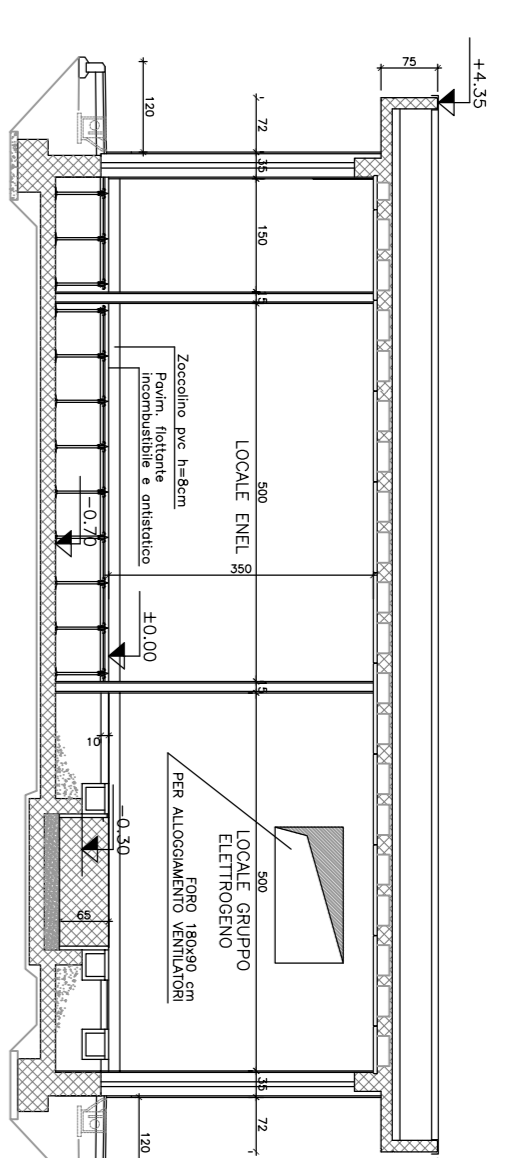 +4.35
75
120
72
35
150
15
500
15
500
35
72
120
LOCALE ENEL
350
Zoccolino pvc h=8cm
Pavim. flottante
incombustibile e antistatico
-0.70
±0.00
10
-0.30
65
LOCALE GRUPPO
ELETTROGENO
FORO 180x90 cm
PER ALLOGGIAMENTO VENTILATORI